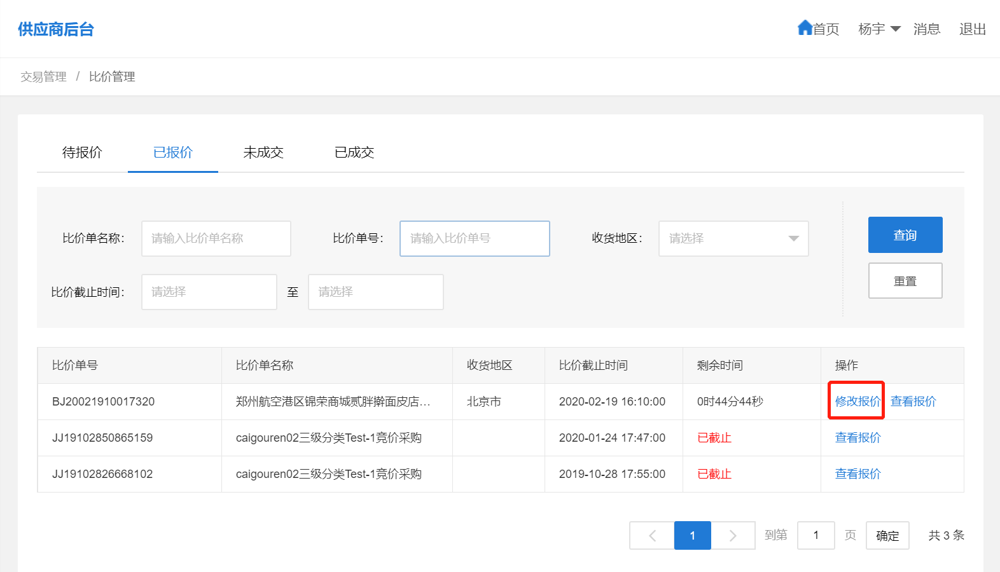 供应商后台
首页 杨宇 消息 退出
交易管理 / 比价管理
待报价 已报价 未成交 已成交
比价单名称： 请输入比价单名称 比价单号： 请输入比价单号 收货地区： 请选择 查询
比价截止时间： 请选择 至 请选择 重置
比价单号 比价单名称 收货地区 比价截止时间 剩余时间 操作
BJ20021910017320 郑州航空港区锦荣商城贰胖擀面皮店... 北京市 2020-02-19 16:10:00 0时44分44秒 修改报价 查看报价
JJ19102850865159 caigouren02三级分类Test-1竞价采购 2020-01-24 17:47:00 已截止 查看报价
JJ19102826668102 caigouren02三级分类Test-1竞价采购 2019-10-28 17:55:00 已截止 查看报价
1 到第 1 页 确定 共 3 条